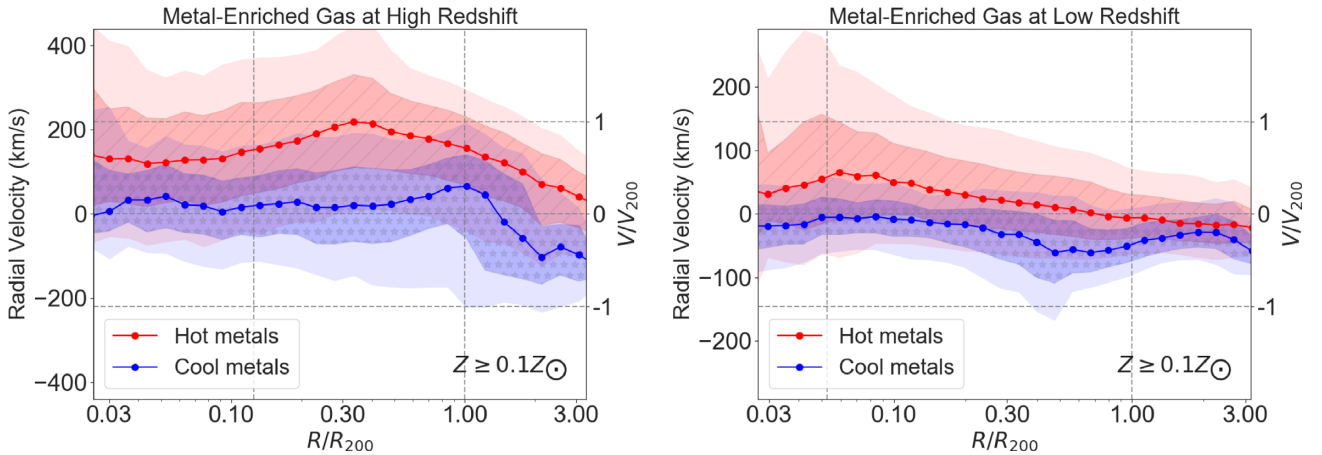 Metal-Enriched Gas at High Redshift
400
200
0
−200
−400
Radial Velocity (km/s)
1
0
-1
V/V200
Hot metals
Cool metals
Z ≥ 0.1Z⊙
0.03 0.10 0.30 1.00 3.00
R/R200
Metal-Enriched Gas at Low Redshift
200
100
0
−100
−200
Radial Velocity (km/s)
1
0
-1
V/V200
Hot metals
Cool metals
Z ≥ 0.1Z⊙
0.03 0.10 0.30 1.00 3.00
R/R200